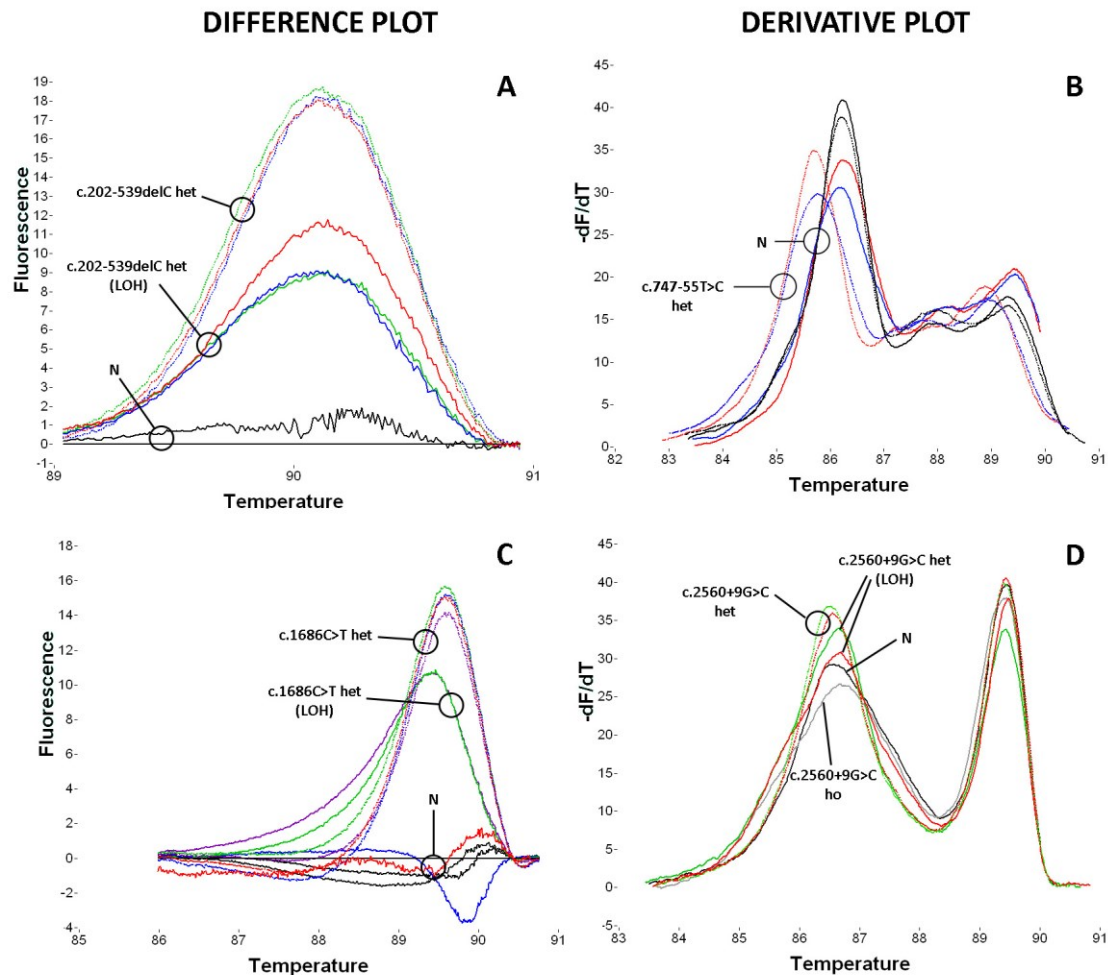 DIFFERENCE PLOT
DERIVATIVE PLOT
A
19-
18-
17-
16-
15-
14-
13-
12-
11-
10-
9-
8-
7-
6-
5-
4-
3-
2-
1-
0-
-1-
Fluorescence
c.202-539delC het
c.202-539delC het
(LOH)
N
89
90
91
Temperature
B
45-
40-
35-
30-
25-
20-
15-
10-
5-
0-
-dF/dT
N
c.747-55T>C
het
82
83
84
85
86
87
88
89
90
91
Temperature
C
18-
16-
14-
12-
10-
8-
6-
4-
2-
0-
-2-
4-
Fluorescence
c.1686C>T het
c.1686C>T het
(LOH)
N
85
86
87
88
89
90
91
Temperature
D
45-
40-
35-
30-
25-
20-
15-
10-
5-
0-
-5-
-dF/dT
c.2560+9G>C het
(LOH)
c.2560+9G>C
het
N
c.2560+9G>C
ho
83
84
85
86
87
88
89
90
91
Temperature